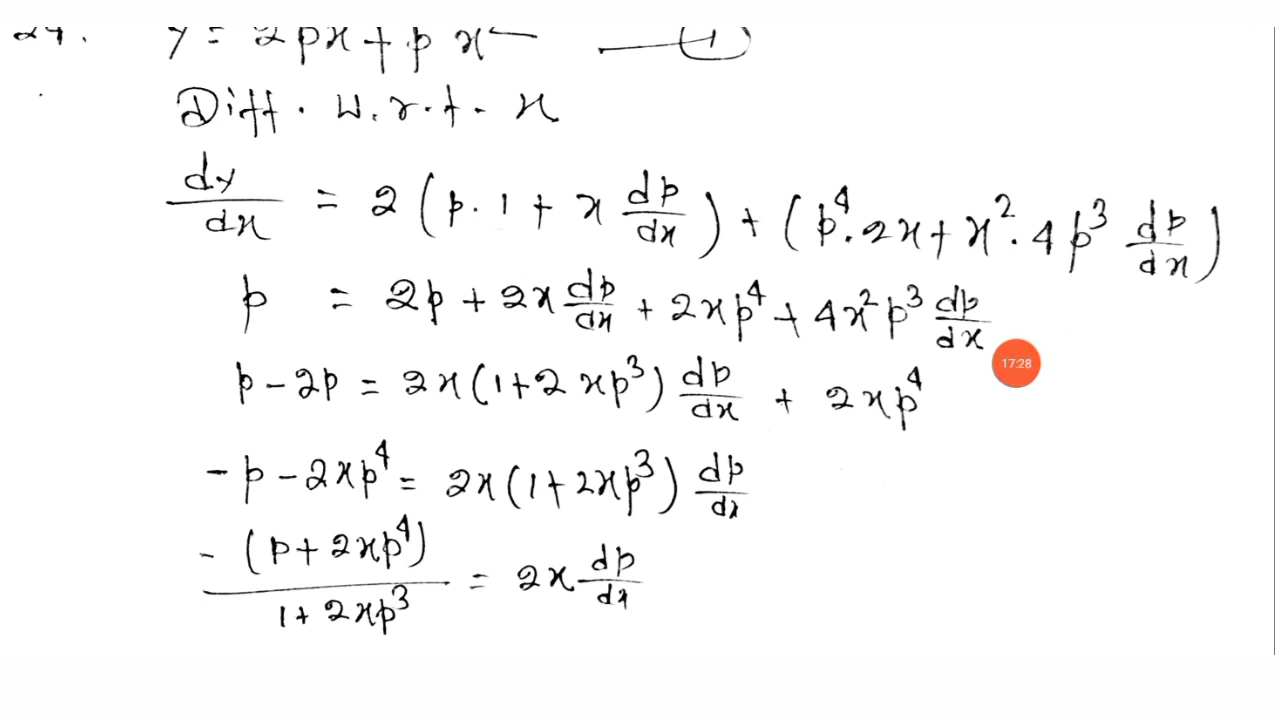 24. y = 2px + p x² —— (1)
Diff. w.r.t. x
dy/dx = 2 (p.1 + x dp/dx) + (p⁴.2x + x².4p³ dp/dx)
p = 2p + 2x dp/dx + 2xp⁴ + 4x²p³ dp/dx
17:28
p - 2p = 2x(1+2xp³) dp/dx + 2xp⁴
-p - 2xp⁴ = 2x(1+2xp³) dp/dx
-(p+2xp⁴)/(1+2xp³) = 2x dp/dx